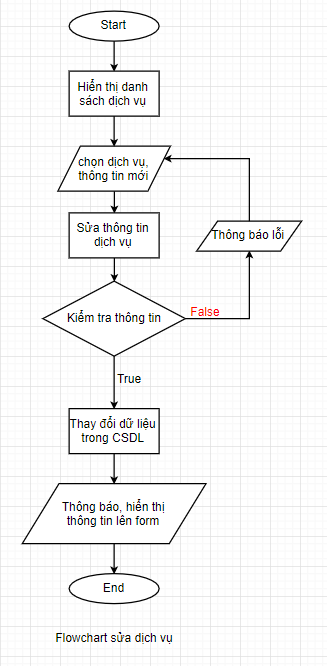 Start
Hiển thị danh
sách dịch vụ
chọn dịch vụ,
thông tin mới
Sửa thông tin
dịch vụ
Thông báo lỗi
Kiểm tra thông tin
False
True
Thay đổi dữ liệu
trong CSDL
Thông báo, hiển thị
thông tin lên form
End
Flowchart sửa dịch vụ